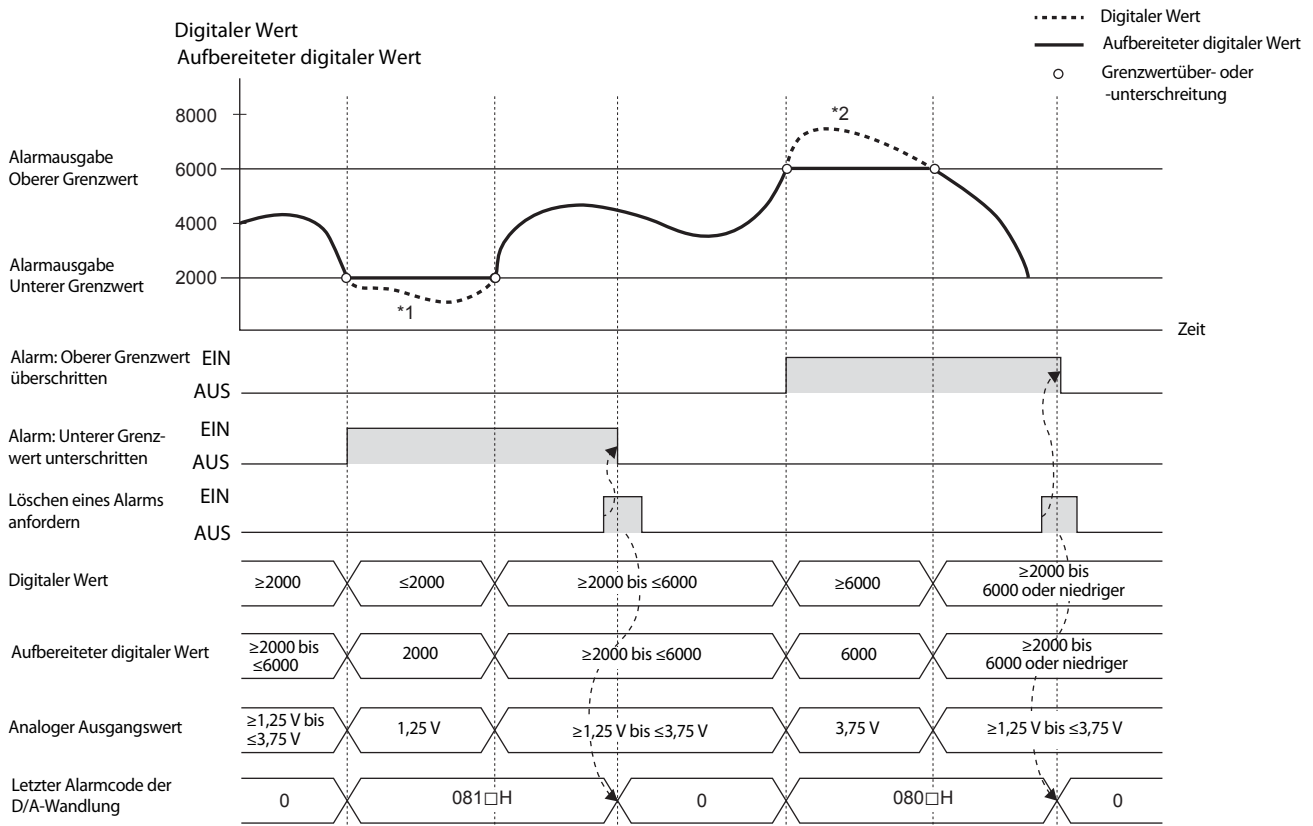 Digitaler Wert
Aufbereiteter digitaler Wert
Digitaler Wert
Aufbereiteter digitaler Wert
Grenzwertüber- oder
-unterschreitung
8000
Alarmausgabe
Oberer Grenzwert
6000
4000
Alarmausgabe
Unterer Grenzwert
2000
*1
*2
Zeit
Alarm: Oberer Grenzwert
überschritten
EIN
AUS
Alarm: Unterer Grenz-
wert unterschritten
EIN
AUS
Löschen eines Alarms
anfordern
EIN
AUS
Digitaler Wert
≥2000
≤2000
≥2000 bis ≤6000
≥6000
≥2000 bis
6000 oder niedriger
Aufbereiteter digitaler Wert
≥2000 bis
≤6000
2000
≥2000 bis ≤6000
6000
≥2000 bis
6000 oder niedriger
Analoger Ausgangswert
≥1,25 V bis
≤3,75 V
1,25 V
≥1,25 V bis ≤3,75 V
3,75 V
≥1,25 V bis ≤3,75 V
Letzter Alarmcode der
D/A-Wandlung
0
081□H
0
080□H
0